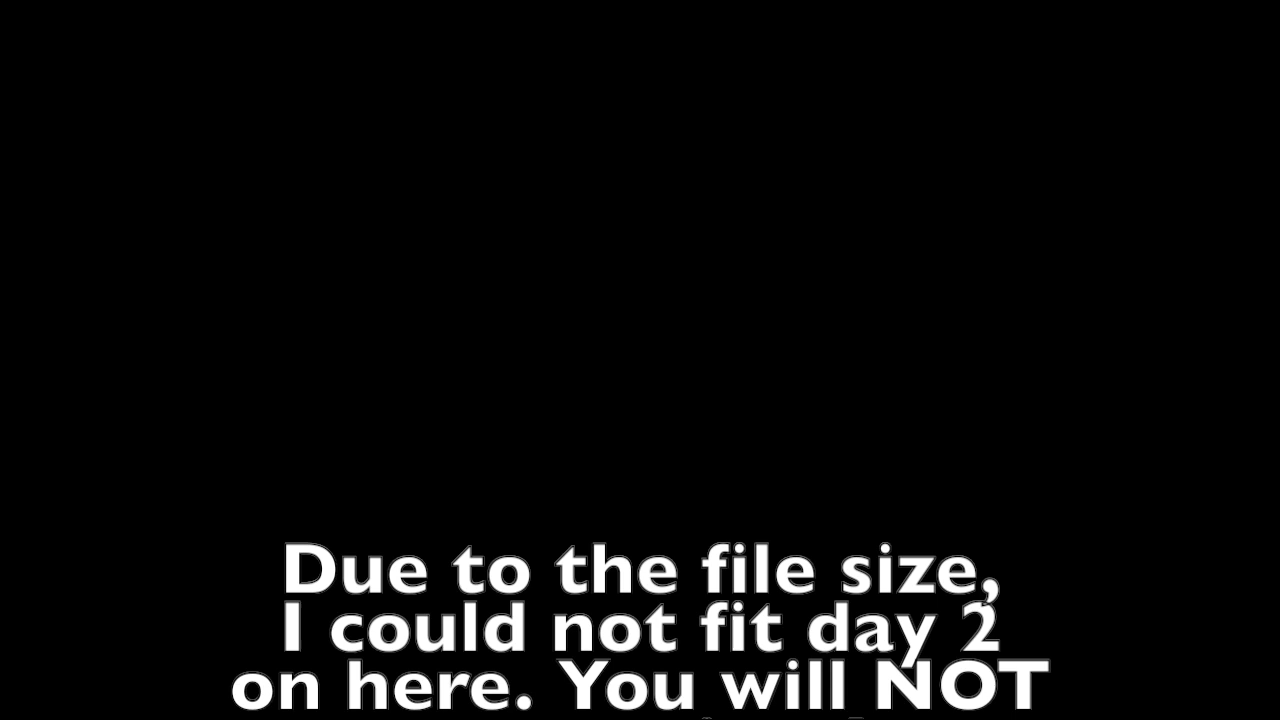 Due to the file size,
I could not fit day 2
on here. You will NOT